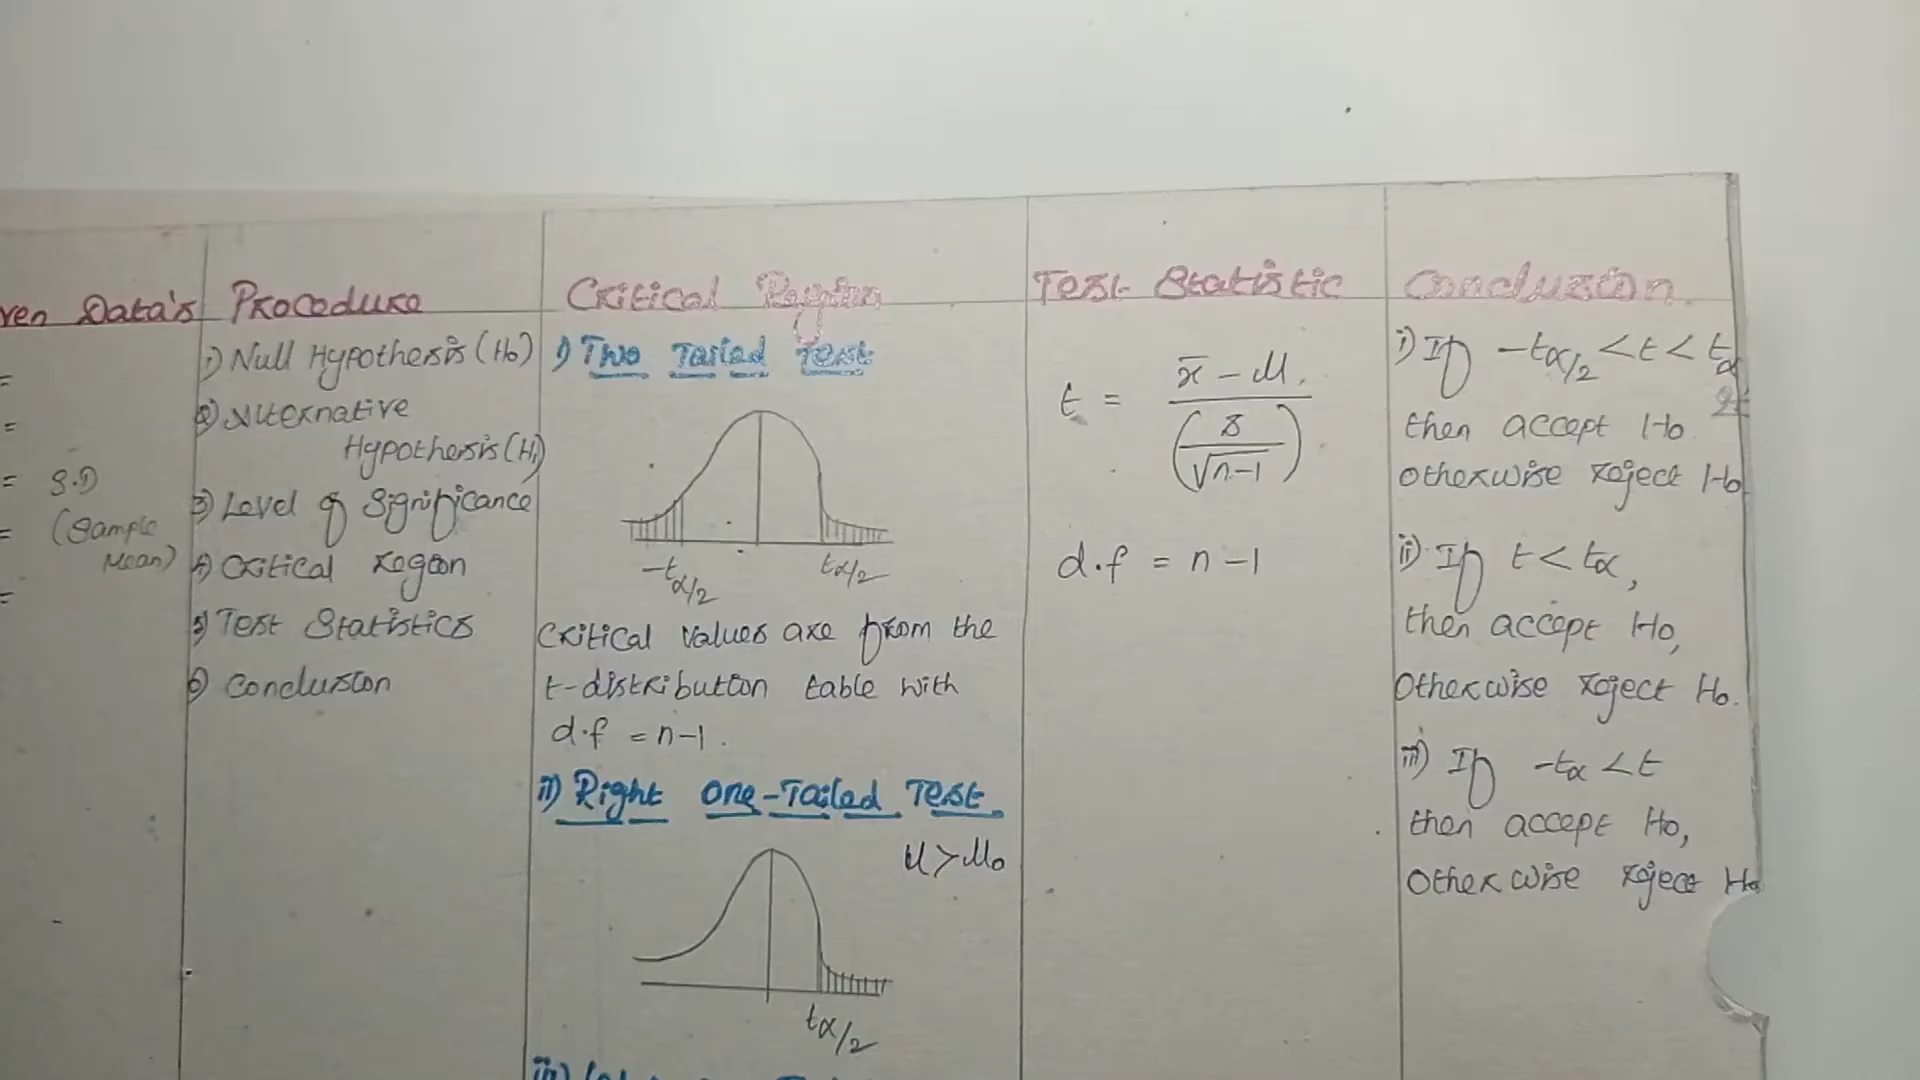 ven Data's
=
=
= S.D
= (Sample
Mean)
=
Procedure
1) Null Hypothesis (H₀)
2) Alternative
Hypothesis (H₁)
3) Level of Significance
4) Critical region
5) Test Statistics
6) Conclusion
Critical Region
i) Two Tailed Test
-tα/2 tα/2
Critical values are from the
t-distribution table with
d.f = n-1.
ii) Right One-Tailed Test
μ > μ₀
tα/2
iii)
Test Statistic
t = (x̄ - μ) / (s / √(n-1))
d.f = n-1
Conclusion
i) If -tα/2 < t < tα/2
then accept H₀
otherwise reject H₀
ii) If t < tα,
then accept H₀,
Otherwise reject H₀.
iii) If -tα < t
then accept H₀,
Otherwise reject H₀